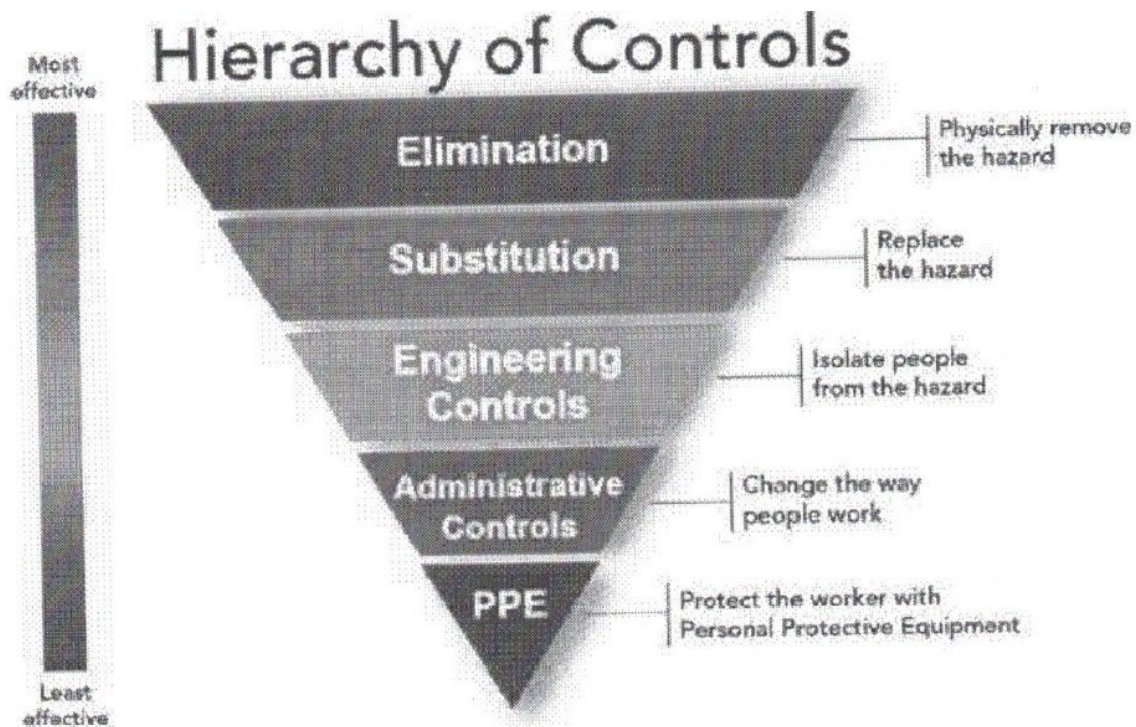 Hierarchy of Controls
Most
effective
Elimination
Physically remove
the hazard
Substitution
Replace
the hazard
Engineering
Controls
Isolate people
from the hazard
Administrative
Controls
Change the way
people work
PPE
Protect the worker with
Personal Protective Equipment
Least
effective